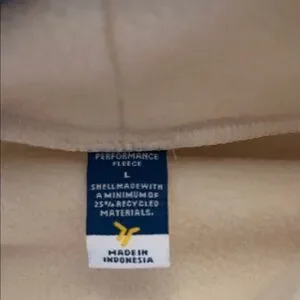 PERFORMANCE
FLEECE
L
SHELL MADE WITH
A MINIMUM OF
25% RECYCLED
MATERIALS.
MADE IN
INDONESIA